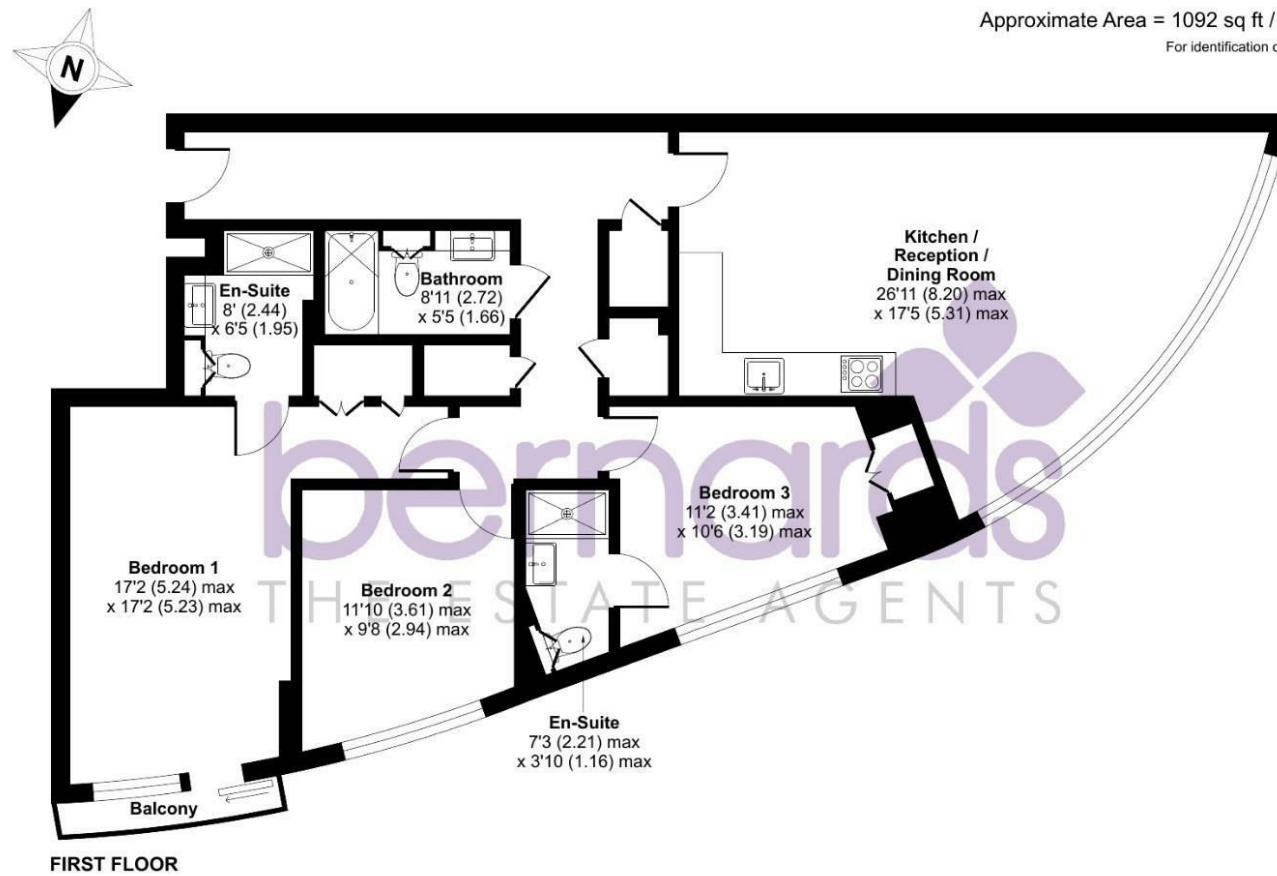 Approximate Area = 1092 sq ft /
For identification o
N
Kitchen /
Reception /
Dining Room
26'11 (8.20) max
x 17'5 (5.31) max
En-Suite
8' (2.44)
x 6'5 (1.95)
Bathroom
8'11 (2.72)
x 5'5 (1.66)
Bedroom 3
11'2 (3.41) max
x 10'6 (3.19) max
bernards
THE ESTATE AGENTS
Bedroom 1
17'2 (5.24) max
x 17'2 (5.23) max
Bedroom 2
11'10 (3.61) max
x 9'8 (2.94) max
En-Suite
7'3 (2.21) max
x 3'10 (1.16) max
Balcony
FIRST FLOOR